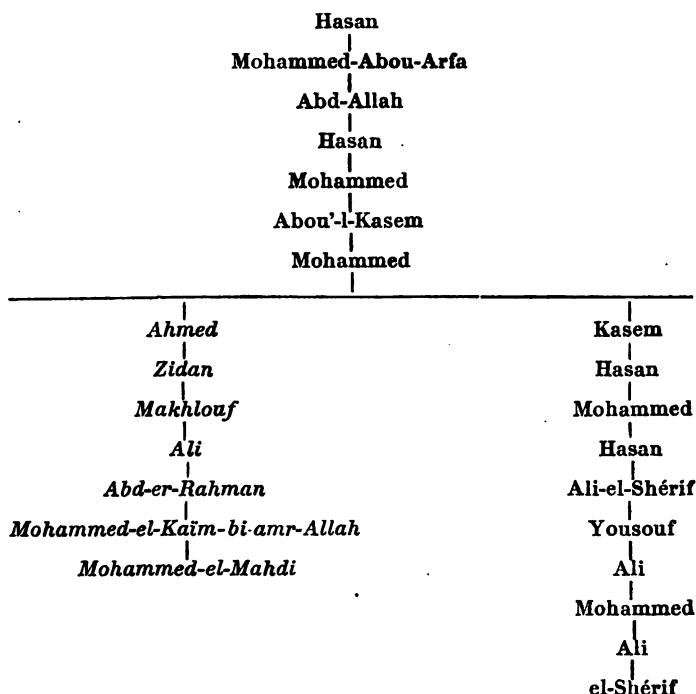 Hasan
Mohammed-Abou-Arfa
Abd-Allah
Hasan
Mohammed
Abou'-l-Kasem
Mohammed
Ahmed
Zidan
Makhlouf
Ali
Abd-er-Rahman
Mohammed-el-Kaïm-bi-amr-Allah
Mohammed-el-Mahdi
Kasem
Hasan
Mohammed
Hasan
Ali-el-Shérif
Yousouf
Ali
Mohammed
Ali
el-Shérif